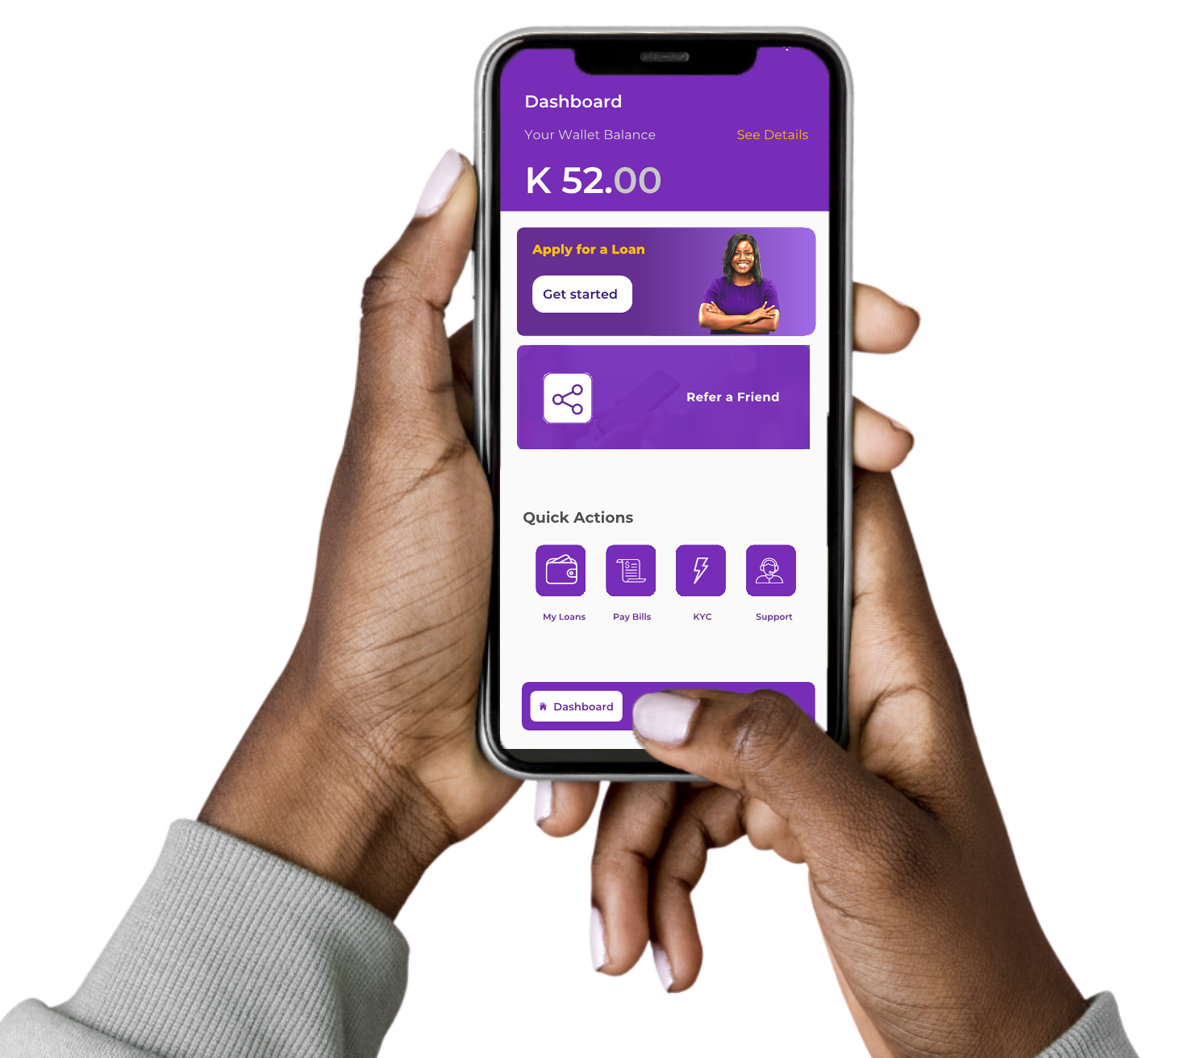 Dashboard
Your Wallet Balance See Details
K 52.00
Apply for a Loan
Get started
Refer a Friend
Quick Actions
My Loans Pay Bills KYC Support
Dashboard